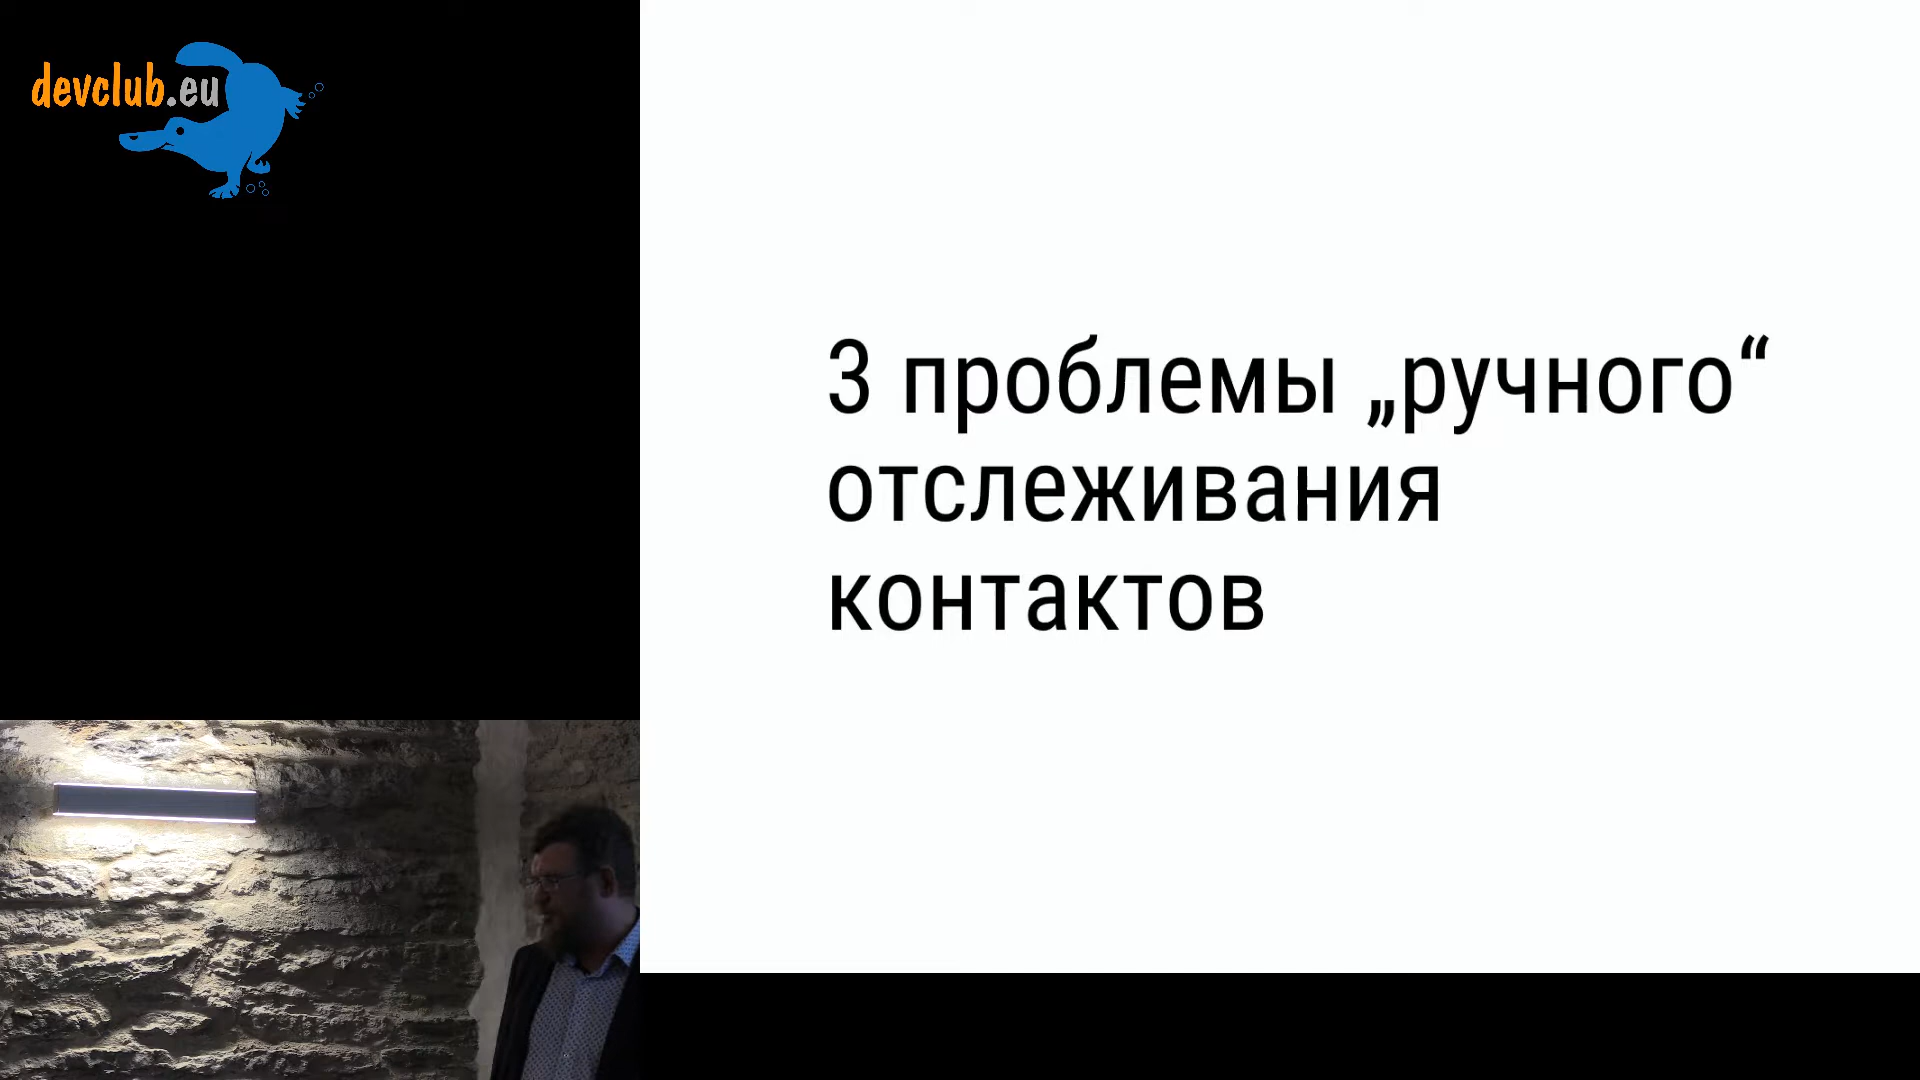 devclub.eu
3 проблемы „ручного“
отслеживания
контактов